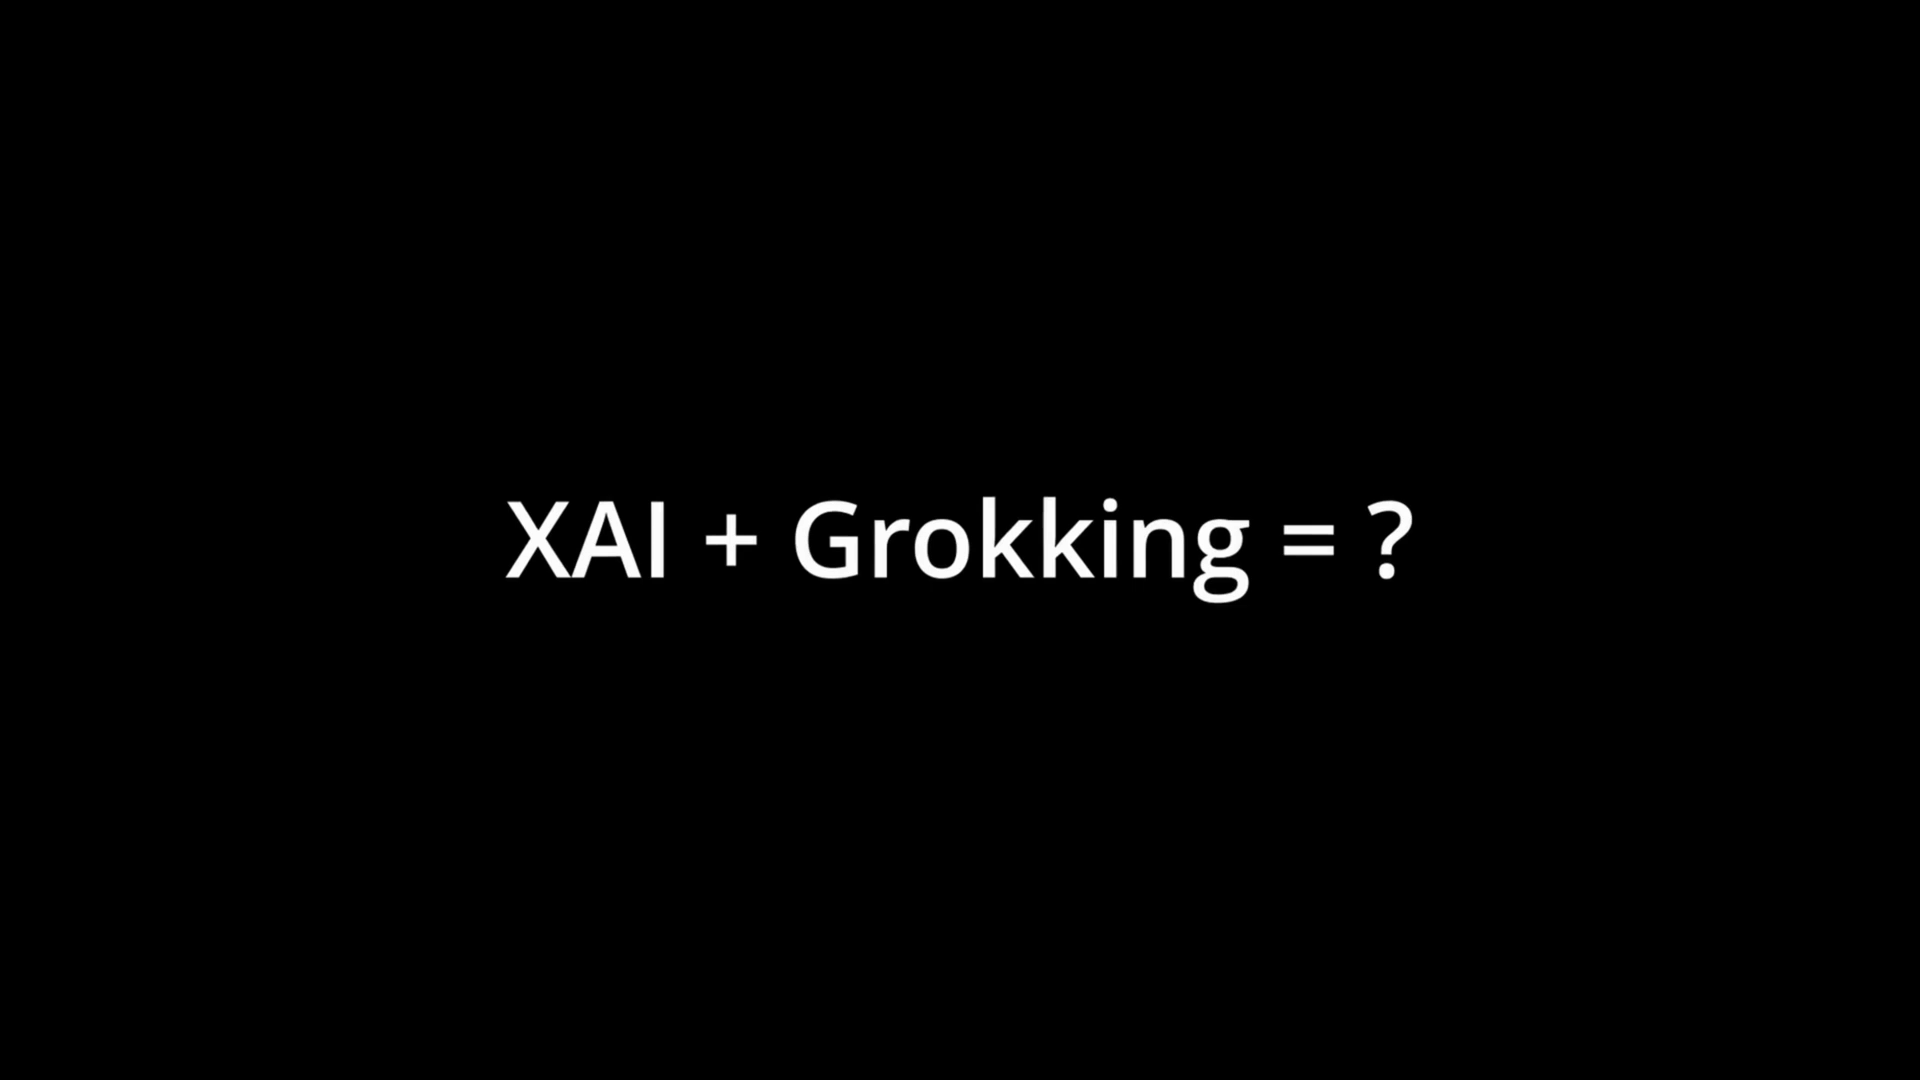 XAI + Grokking = ?